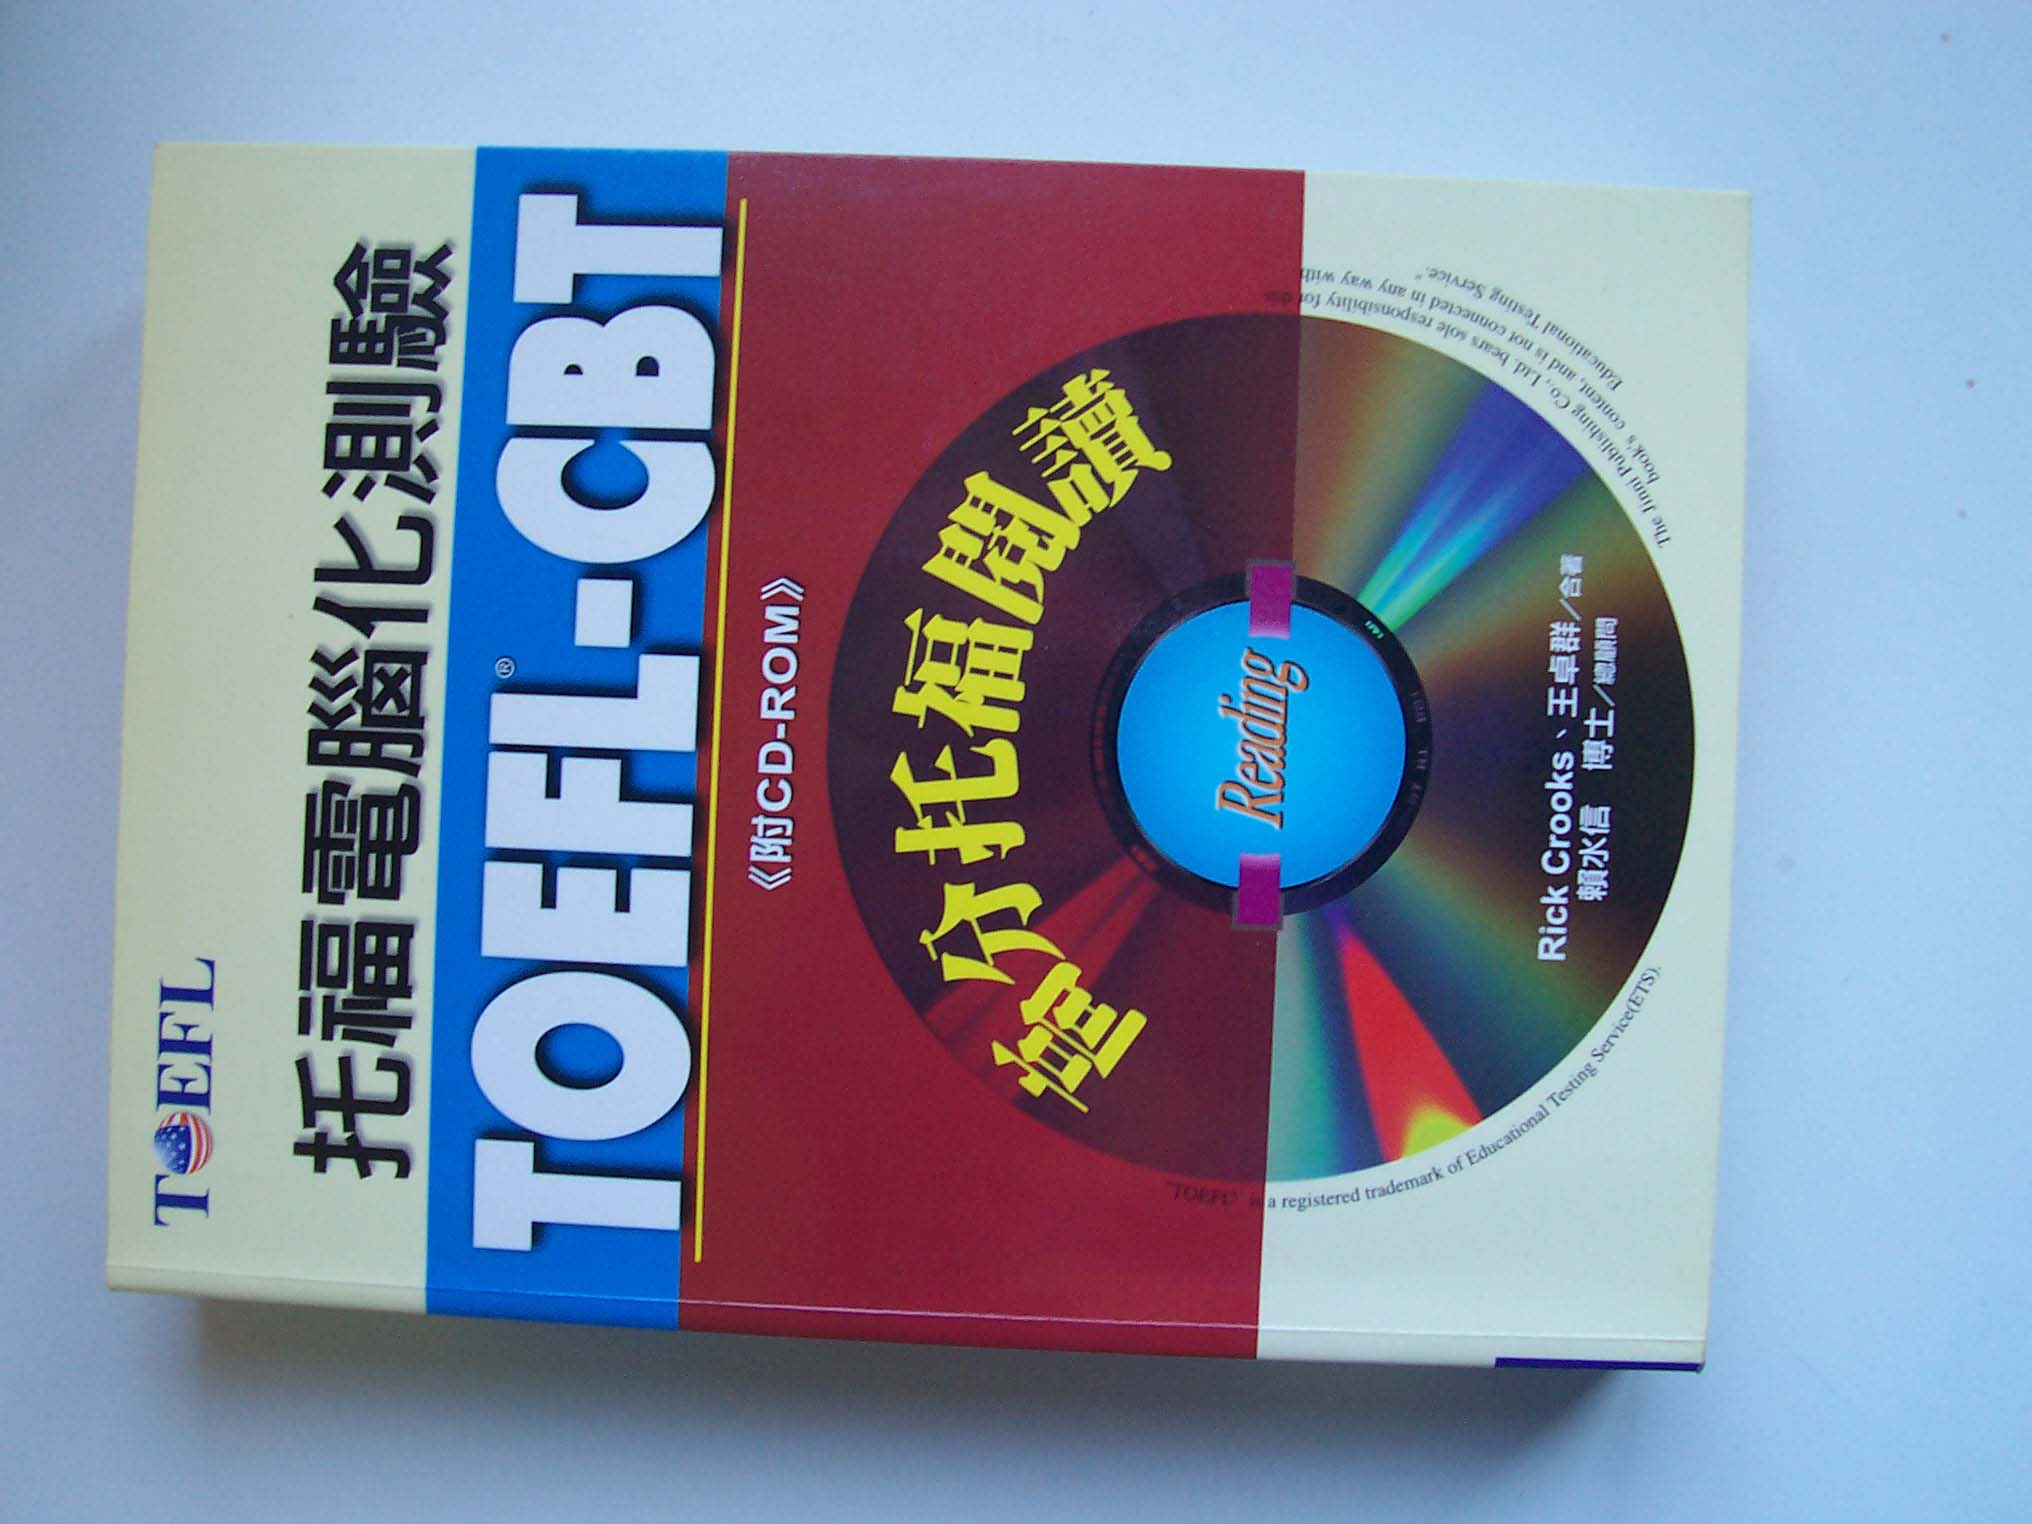 TOEFL
托福電腦化測驗
TOEFL®-CBT
《附CD-ROM》
分托福閱讀
Reading
Rick Crooks、王卓群／合著
賴水信 博士／總顧問
"TOEFL" is a registered trademark of Educational Testing Service(ETS).
The Jinni Publishing Co., Ltd. bears sole responsibility for this
book's content, and is not connected in any way with
Educational Testing Service."